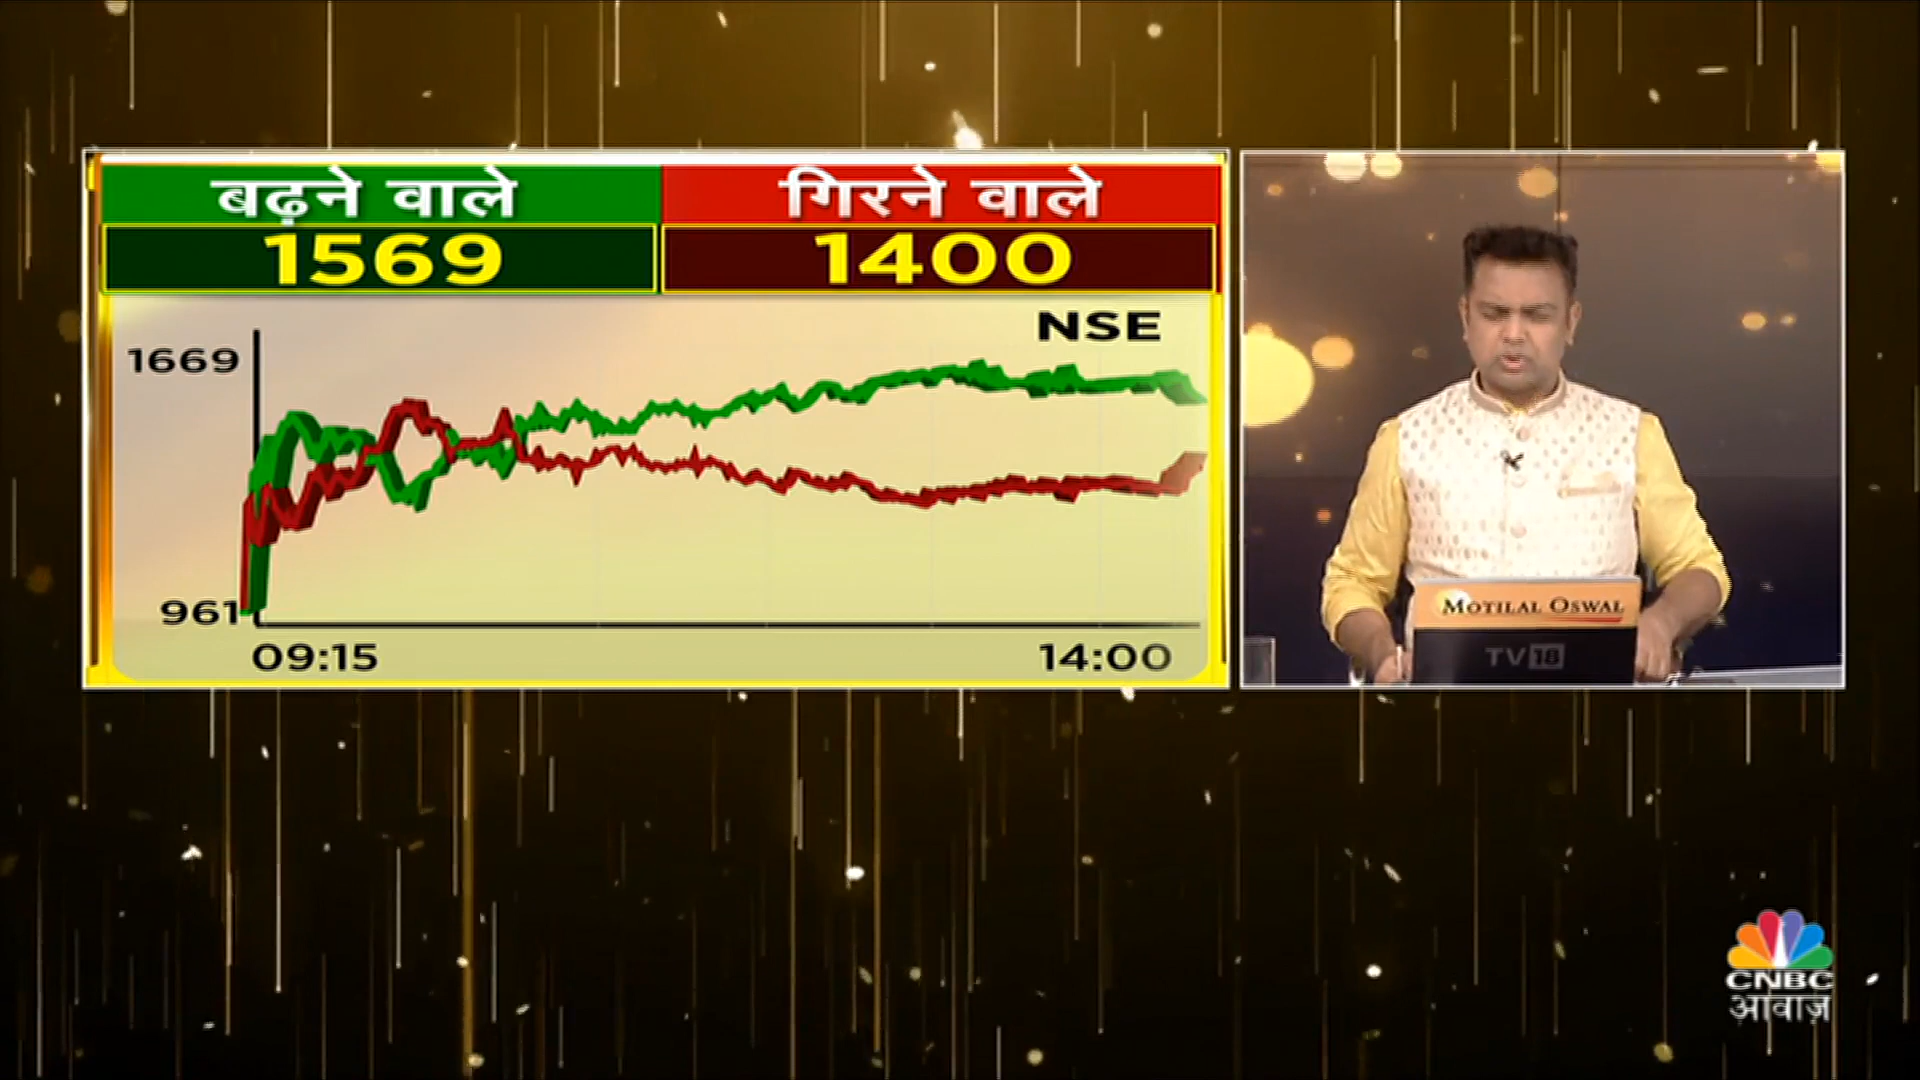 बढ़ने वाले
गिरने वाले
1569
1400
NSE
1669
961
09:15
14:00
MOTILAL OSWAL
TV18
CNBC
आवाज़